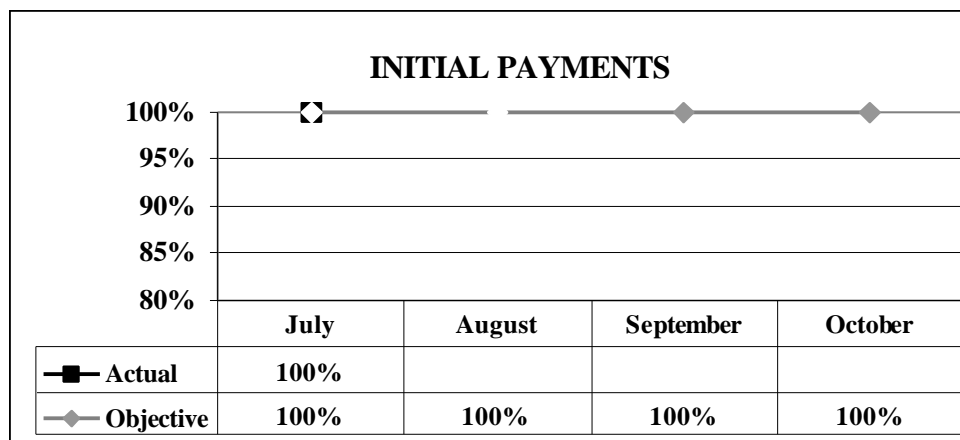 INITIAL PAYMENTS
100%
95%
90%
85%
80%
July August September October
Actual 100%
Objective 100% 100% 100% 100%